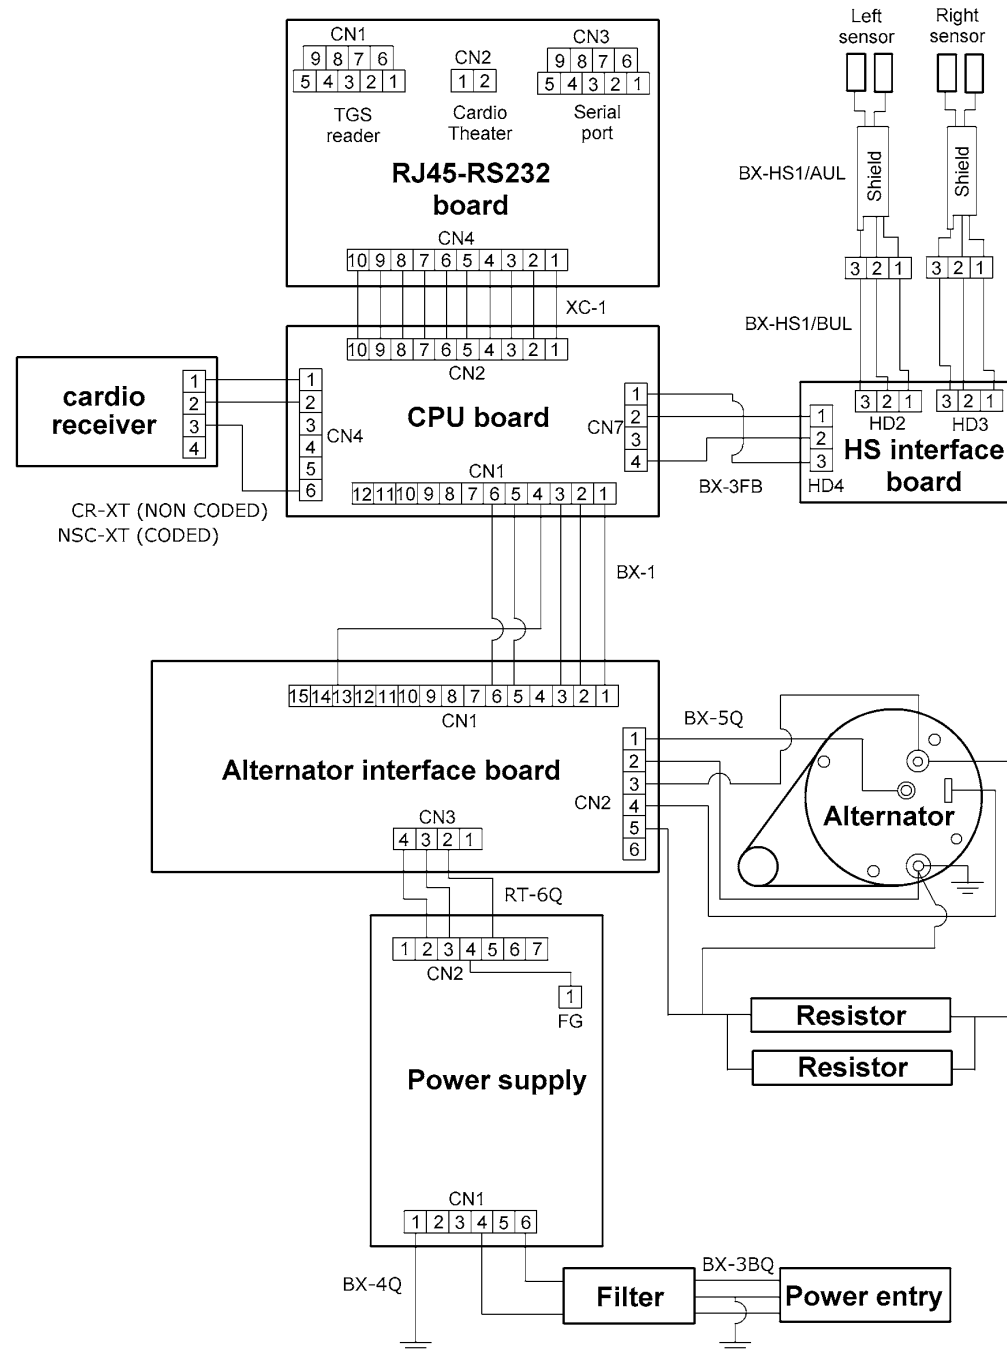 Left
sensor
Right
sensor
CN1
9 8 7 6
5 4 3 2 1
TGS
reader
CN2
1 2
Cardio
Theater
CN3
9 8 7 6
5 4 3 2 1
Serial
port
RJ45-RS232
board
CN4
10 9 8 7 6 5 4 3 2 1
BX-HS1/AUL
Shield
Shield
3 2 1
3 2 1
XC-1
BX-HS1/BUL
10 9 8 7 6 5 4 3 2 1
CN2
CPU board
cardio
receiver
1
2
3
4
1
2
3
4
5
6
CN4
CN7
1
2
3
4
CN1
12 11 10 9 8 7 6 5 4 3 2 1
CR-XT (NON CODED)
NSC-XT (CODED)
BX-3FB
1
2
3
HD4
3 2 1
HD2
3 2 1
HD3
HS interface
board
BX-1
15 14 13 12 11 10 9 8 7 6 5 4 3 2 1
CN1
Alternator interface board
CN2
1
2
3
4
5
6
BX-5Q
Alternator
CN3
4 3 2 1
RT-6Q
1 2 3 4 5 6 7
CN2
1
FG
Power supply
Resistor
Resistor
CN1
1 2 3 4 5 6
BX-4Q
BX-3BQ
Filter
Power entry